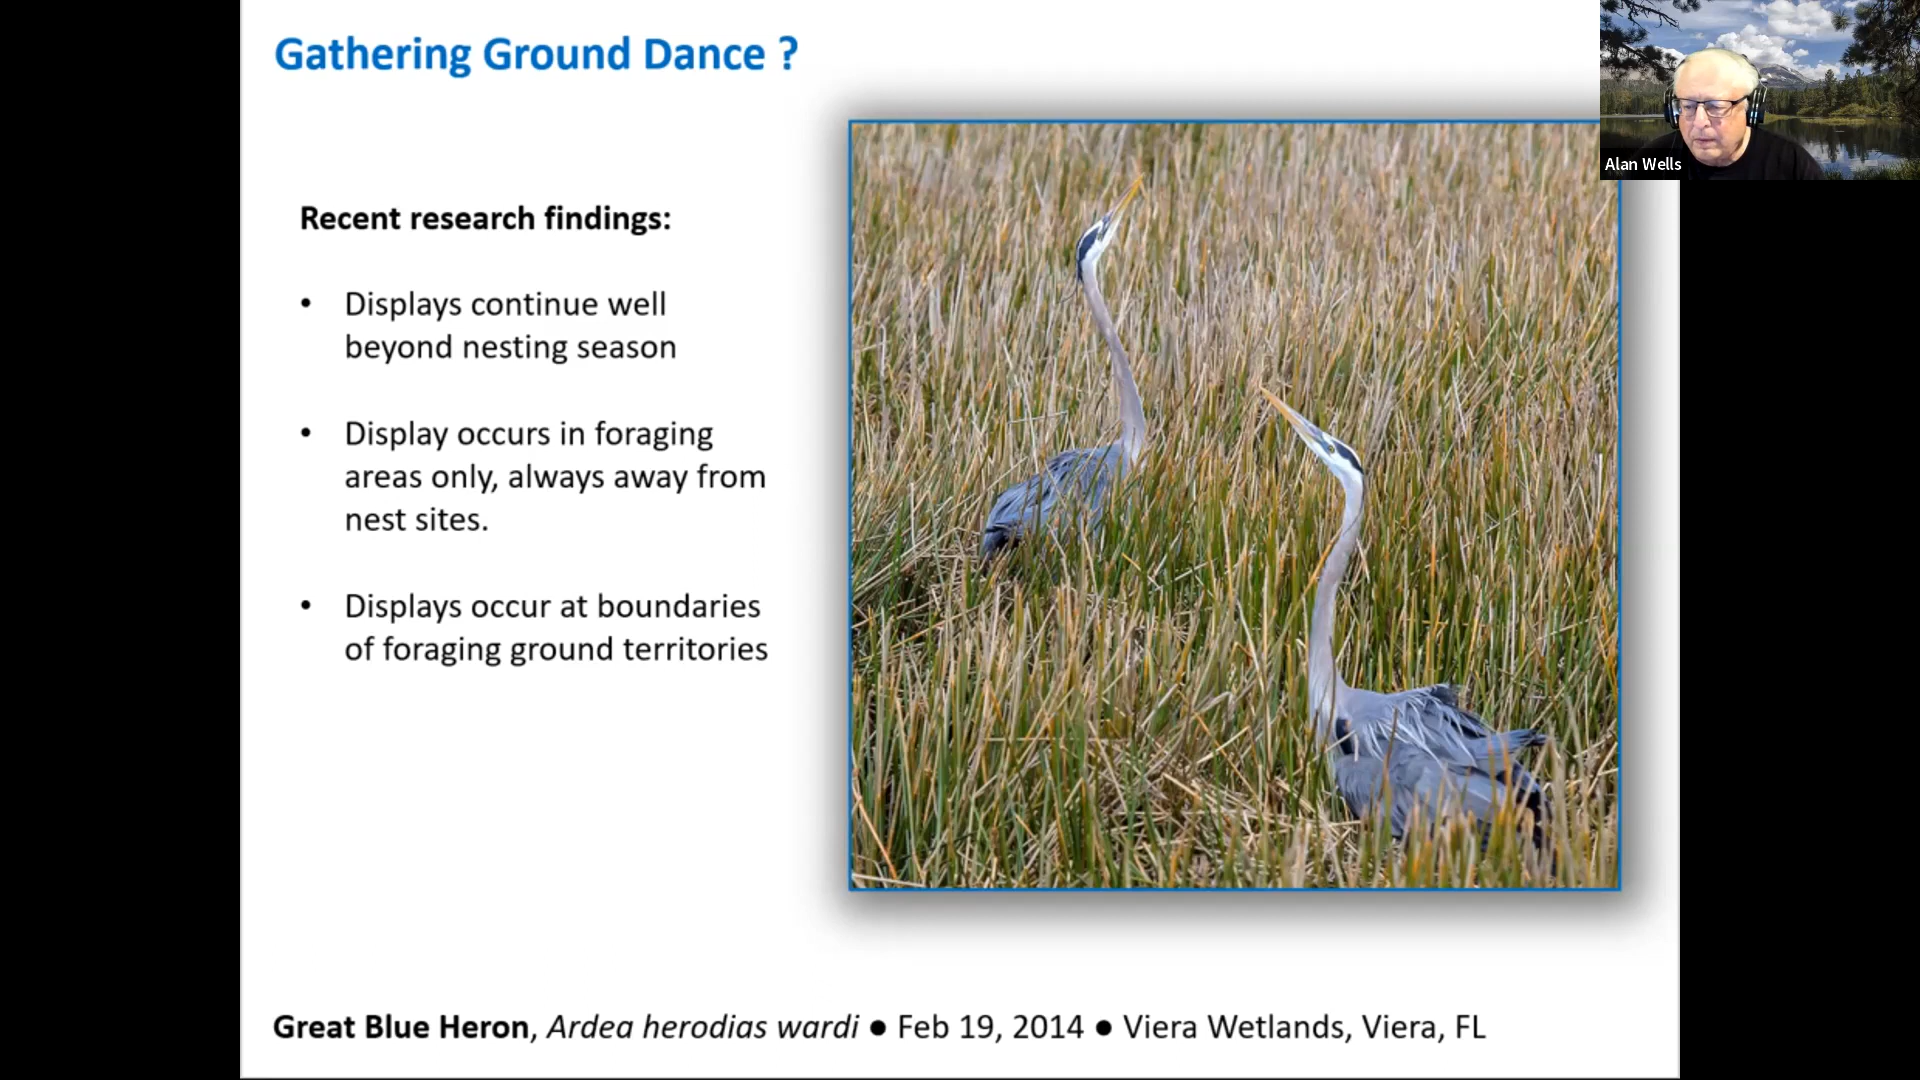 Gathering Ground Dance ?
Alan Wells
Recent research findings:
• Displays continue well
beyond nesting season
• Display occurs in foraging
areas only, always away from
nest sites.
• Displays occur at boundaries
of foraging ground territories
Great Blue Heron, Ardea herodias wardi ● Feb 19, 2014 ● Viera Wetlands, Viera, FL